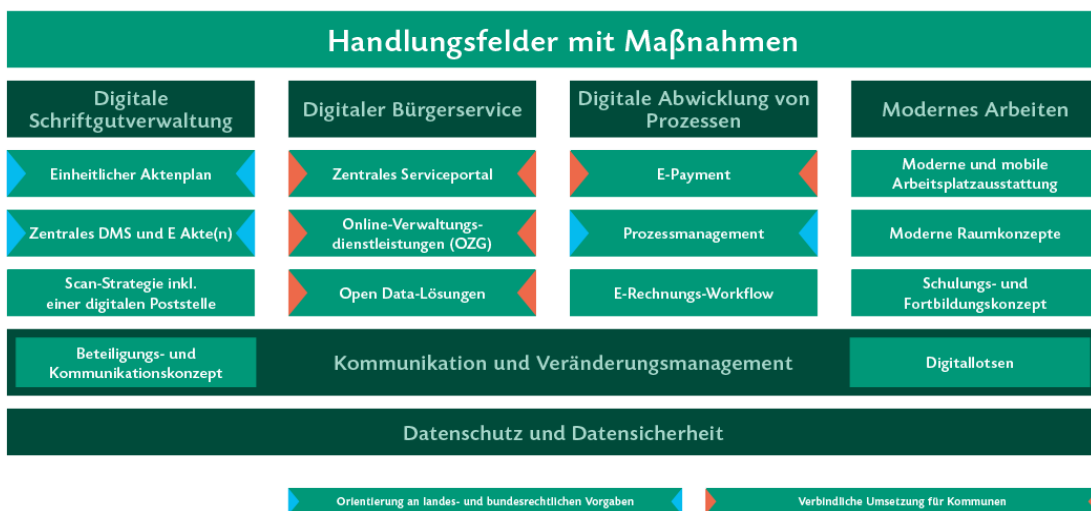 Handlungsfelder mit Maßnahmen
Digitale
Schriftgutverwaltung
Digitaler Bürgerservice
Digitale Abwicklung von
Prozessen
Modernes Arbeiten
Einheitlicher Aktenplan
Zentrales Serviceportal
E-Payment
Moderne und mobile
Arbeitsplatzausstattung
Zentrales DMS und E Akte(n)
Online-Verwaltungs-
dienstleistungen (OZG)
Prozessmanagement
Moderne Raumkonzepte
Scan-Strategie inkl.
einer digitalen Poststelle
Open Data-Lösungen
E-Rechnungs-Workflow
Schulungs- und
Fortbildungskonzept
Beteiligungs- und
Kommunikationskonzept
Kommunikation und Veränderungsmanagement
Digitallotsen
Datenschutz und Datensicherheit
Orientierung an landes- und bundesrechtlichen Vorgaben
Verbindliche Umsetzung für Kommunen